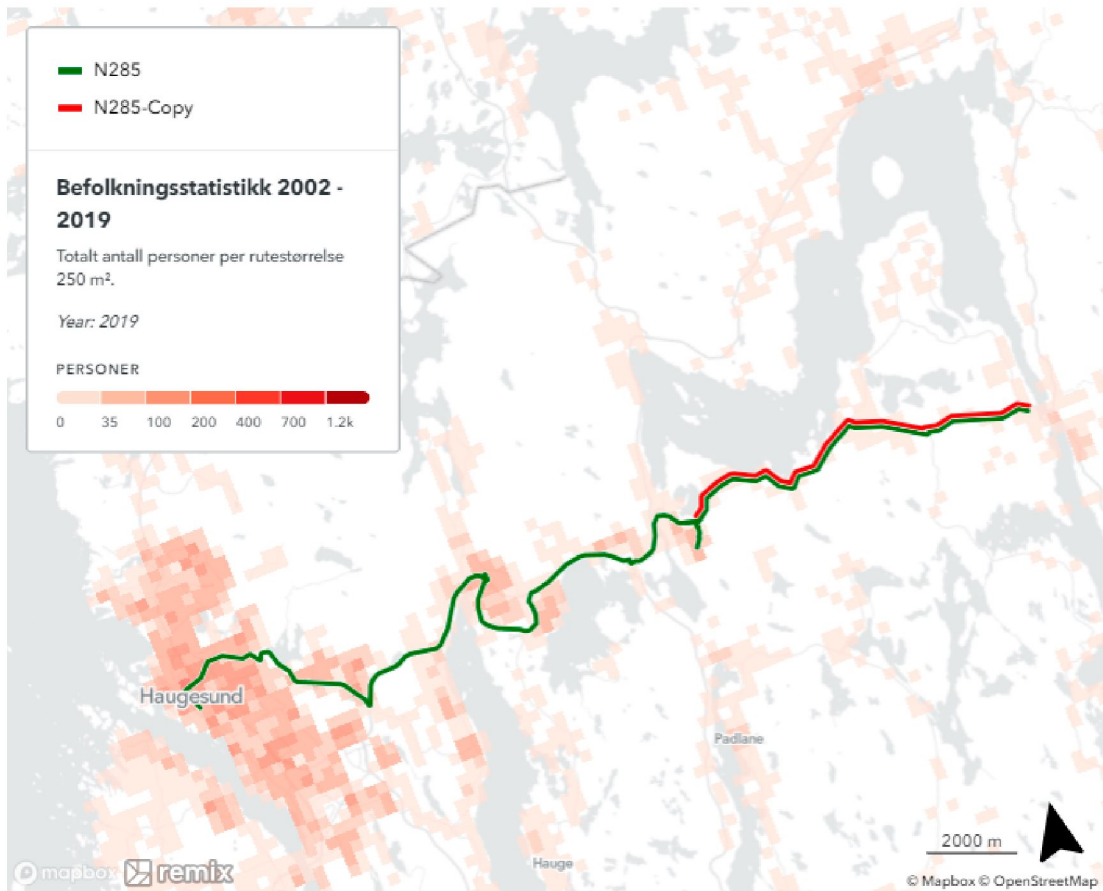 N285
N285-Copy
Befolkningsstatistikk 2002 -
2019
Totalt antall personer per rutestørrelse
250 m².
Year: 2019
PERSONER
0 35 100 200 400 700 1.2k
Haugesund
Padlane
Hauge
2000 m
mapbox remix
© Mapbox © OpenStreetMap